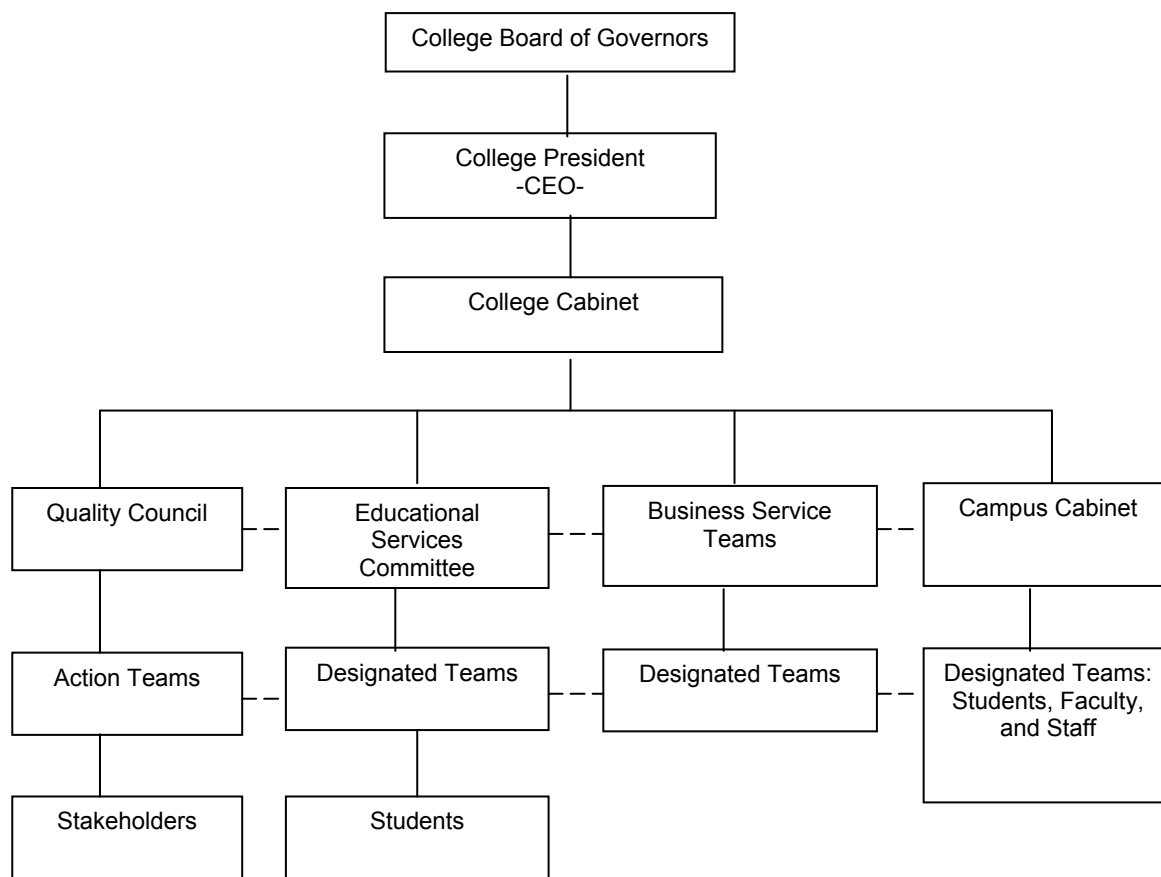 College Board of Governors
College President
-CEO-
College Cabinet
Quality Council
Educational
Services
Committee
Business Service
Teams
Campus Cabinet
Action Teams
Designated Teams
Designated Teams
Designated Teams:
Students, Faculty,
and Staff
Stakeholders
Students